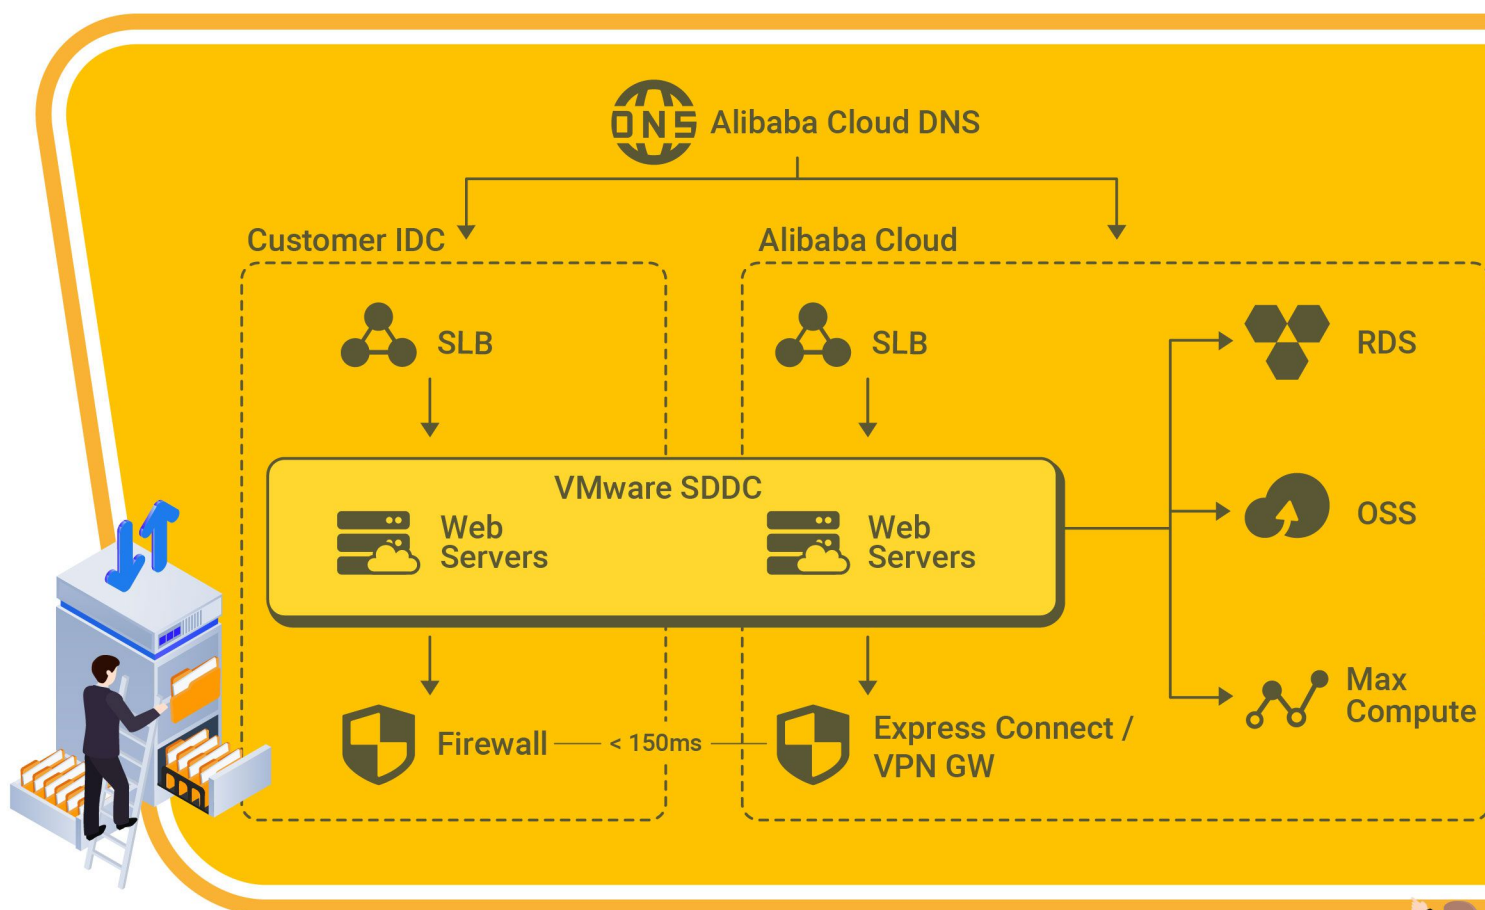 DNS Alibaba Cloud DNS
Customer IDC
Alibaba Cloud
SLB
SLB
RDS
VMware SDDC
Web
Servers
Web
Servers
OSS
Max
Compute
Firewall
< 150ms
Express Connect /
VPN GW